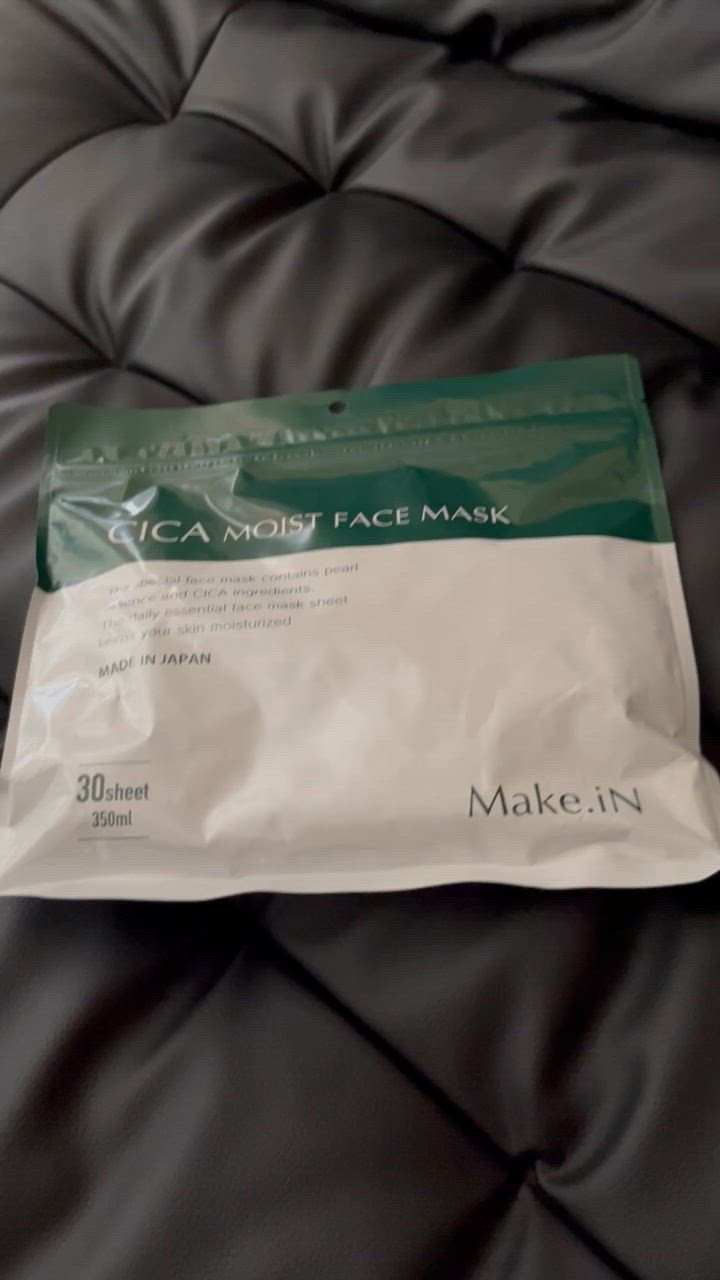 CICA MOIST FACE MASK
The special face mask contains pearl
essence and CICA ingredients.
The daily essential face mask sheet
keeps your skin moisturized.
MADE IN JAPAN
30sheet
350ml
Make.iN